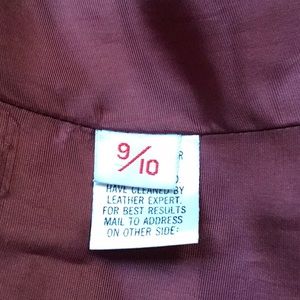 9/10
R
HAVE CLEANED BY
LEATHER EXPERT.
FOR BEST RESULTS
MAIL TO ADDRESS
ON OTHER SIDE: